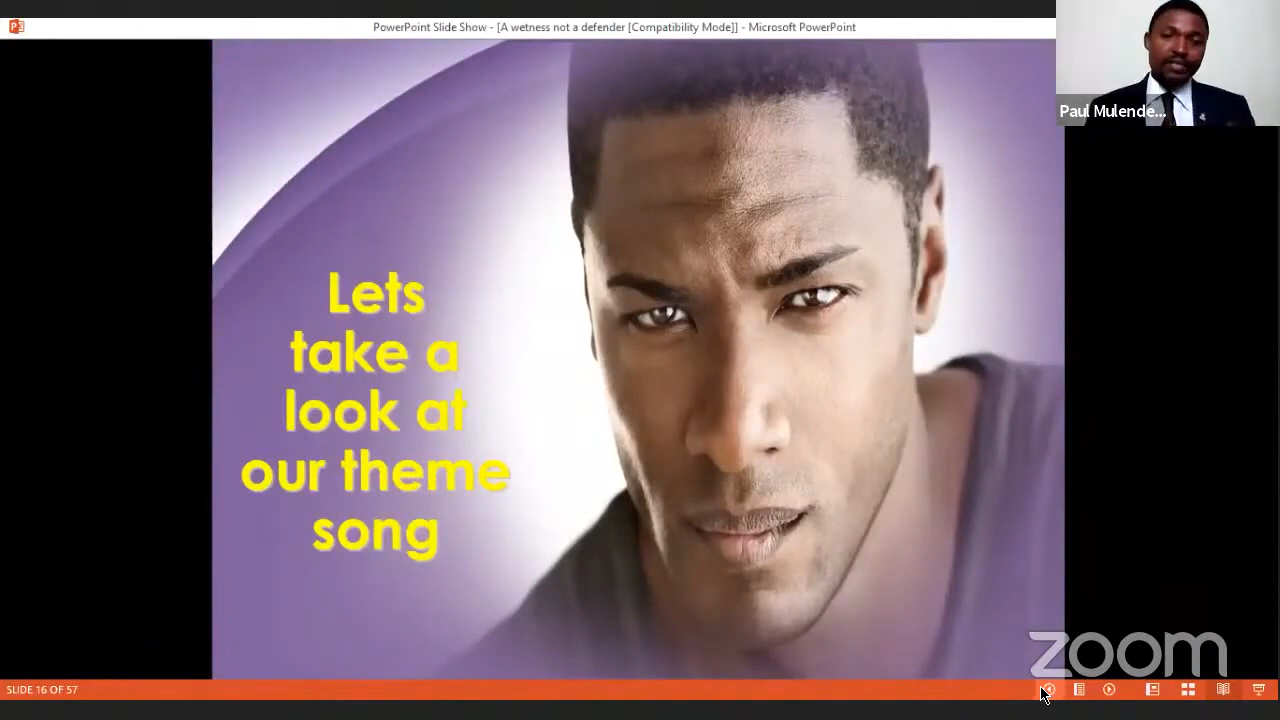 PowerPoint Slide Show - [A wetness not a defender [Compatibility Mode]] - Microsoft PowerPoint
Paul Mulende...
Lets
take a
look at
our theme
song
zoom
SLIDE 16 OF 57